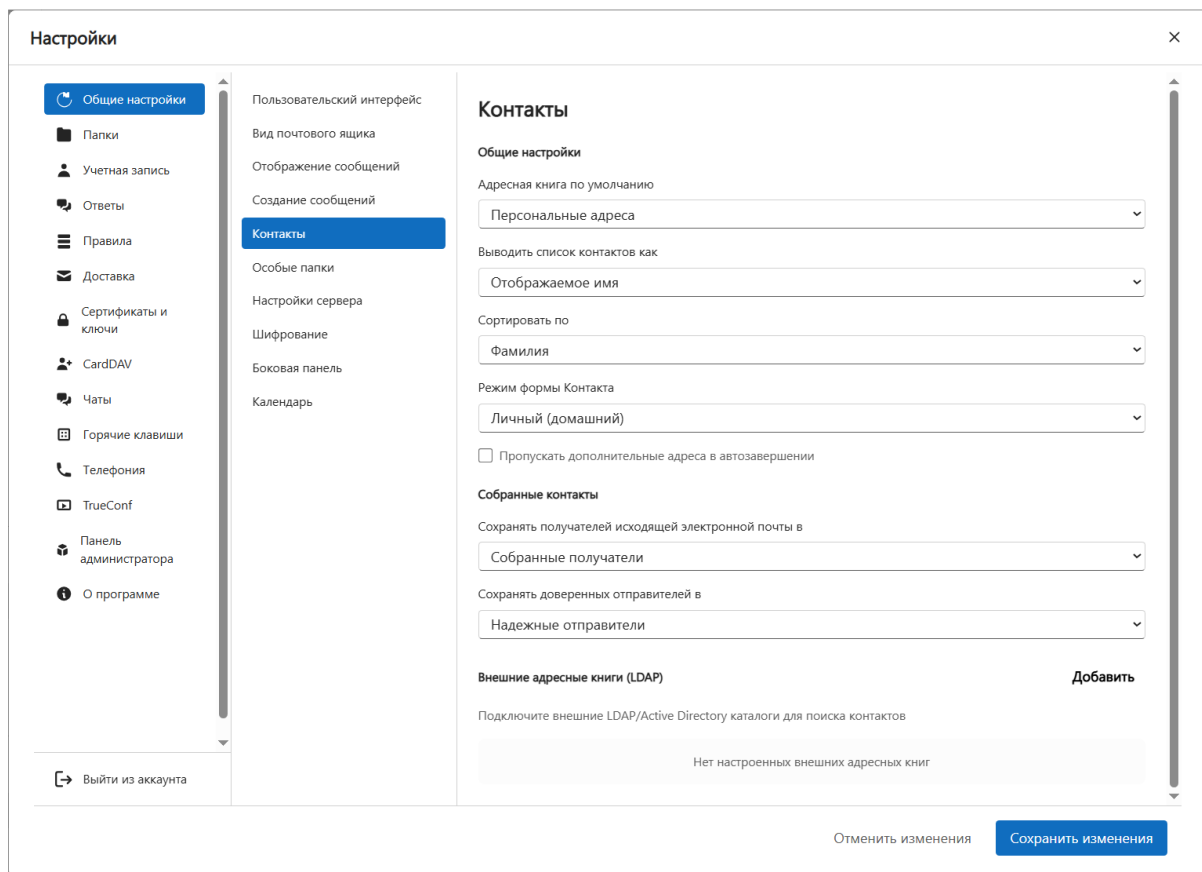 Настройки
Общие настройки
Папки
Учетная запись
Ответы
Правила
Доставка
Сертификаты и
ключи
CardDAV
Чаты
Горячие клавиши
Телефония
TrueConf
Панель
администратора
О программе
Выйти из аккаунта
Пользовательский интерфейс
Вид почтового ящика
Отображение сообщений
Создание сообщений
Контакты
Особые папки
Настройки сервера
Шифрование
Боковая панель
Календарь
Контакты
Общие настройки
Адресная книга по умолчанию
Персональные адреса
Выводить список контактов как
Отображаемое имя
Сортировать по
Фамилия
Режим формы Контакта
Личный (домашний)
Пропускать дополнительные адреса в автозавершении
Собранные контакты
Сохранять получателей исходящей электронной почты в
Собранные получатели
Сохранять доверенных отправителей в
Надежные отправители
Внешние адресные книги (LDAP)
Добавить
Подключите внешние LDAP/Active Directory каталоги для поиска контактов
Нет настроенных внешних адресных книг
Отменить изменения
Сохранить изменения